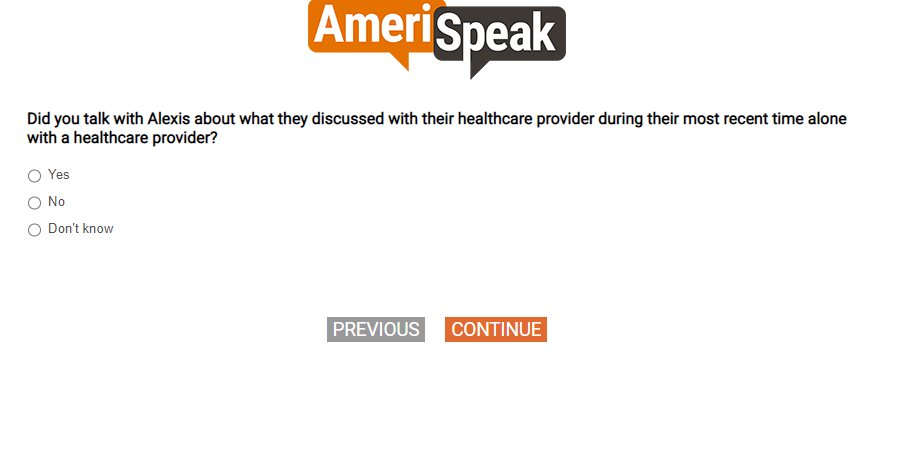 AmeriSpeak
Did you talk with Alexis about what they discussed with their healthcare provider during their most recent time alone
with a healthcare provider?
Yes
No
Don't know
PREVIOUS CONTINUE